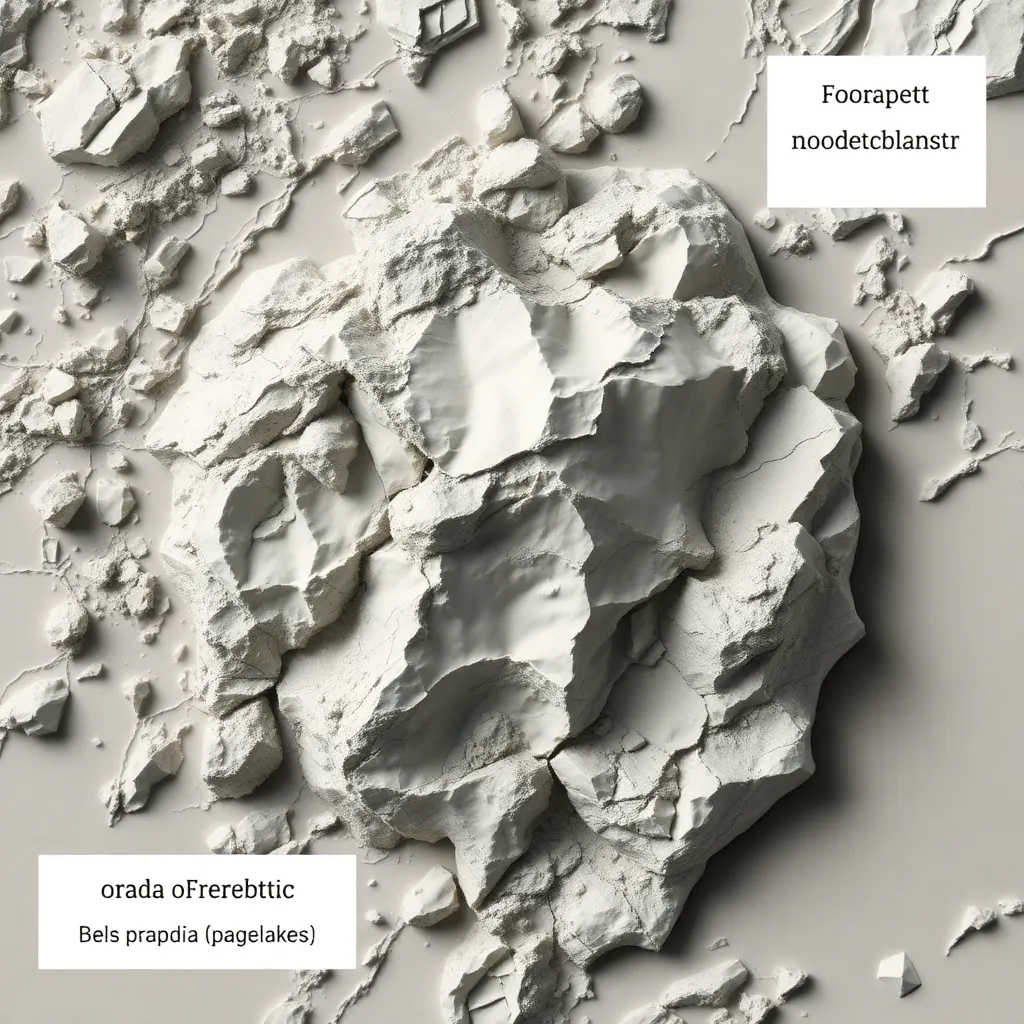 Foorapett
noodetcblanstr
orada oFrerebttic
Bels prapdia (pagelakes)